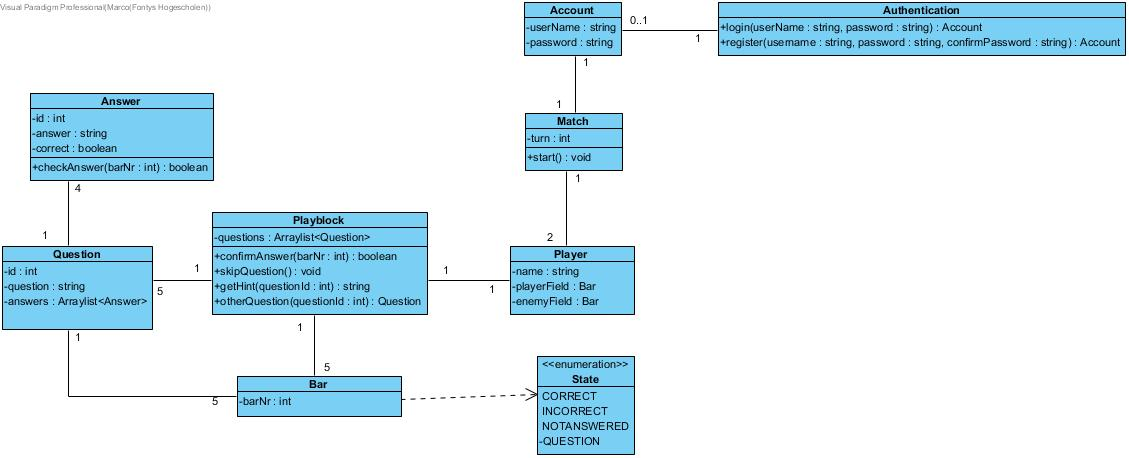 Visual Paradigm Professional(Marco(Fontys Hogescholen))
Account
-userName : string
-password : string
0..1
1
Authentication
+login(userName : string, password : string) : Account
+register(username : string, password : string, confirmPassword : string) : Account
1
1
Answer
-id : int
-answer : string
-correct : boolean
+checkAnswer(barNr : int) : boolean
Match
-turn : int
+start() : void
4
1
1
2
Playblock
-questions : Arraylist<Question>
+confirmAnswer(barNr : int) : boolean
+skipQuestion() : void
+getHint(questionId : int) : string
+otherQuestion(questionId : int) : Question
Question
-id : int
-question : string
-answers : Arraylist<Answer>
1
5
1
1
Player
-name : string
-playerField : Bar
-enemyField : Bar
1
5
1
5
Bar
-barNr : int
<<enumeration>>
State
CORRECT
INCORRECT
NOTANSWERED
-QUESTION